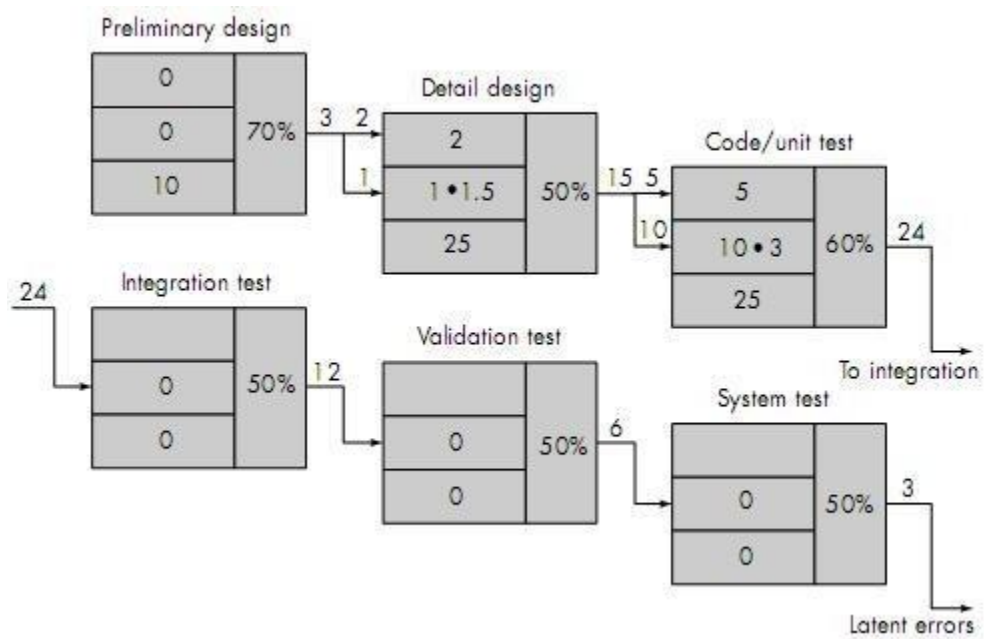 Preliminary design
0
0
10
70%
3 2
1
Detail design
2
1 • 1.5
25
50%
15 5
10
Code/unit test
5
10 • 3
25
60%
24
To integration
24
Integration test
0
0
50%
12
Validation test
0
0
50%
6
System test
0
0
50%
3
Latent errors